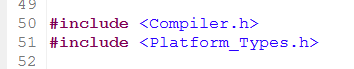 49
50 #include <Compiler.h>
51 #include <Platform_Types.h>
52